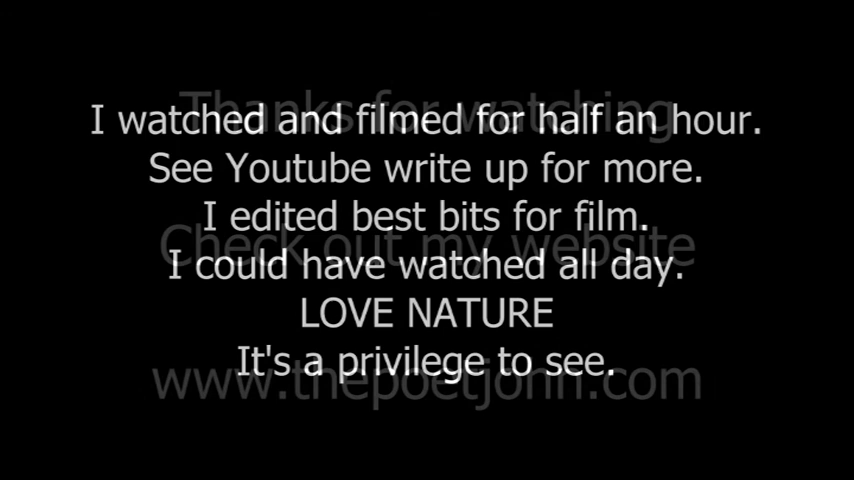 I watched and filmed for half an hour.
See Youtube write up for more.
I edited best bits for film.
I could have watched all day.
LOVE NATURE
It's a privilege to see.
Thanks for watching
Check out my website
www.thepoetjohn.com